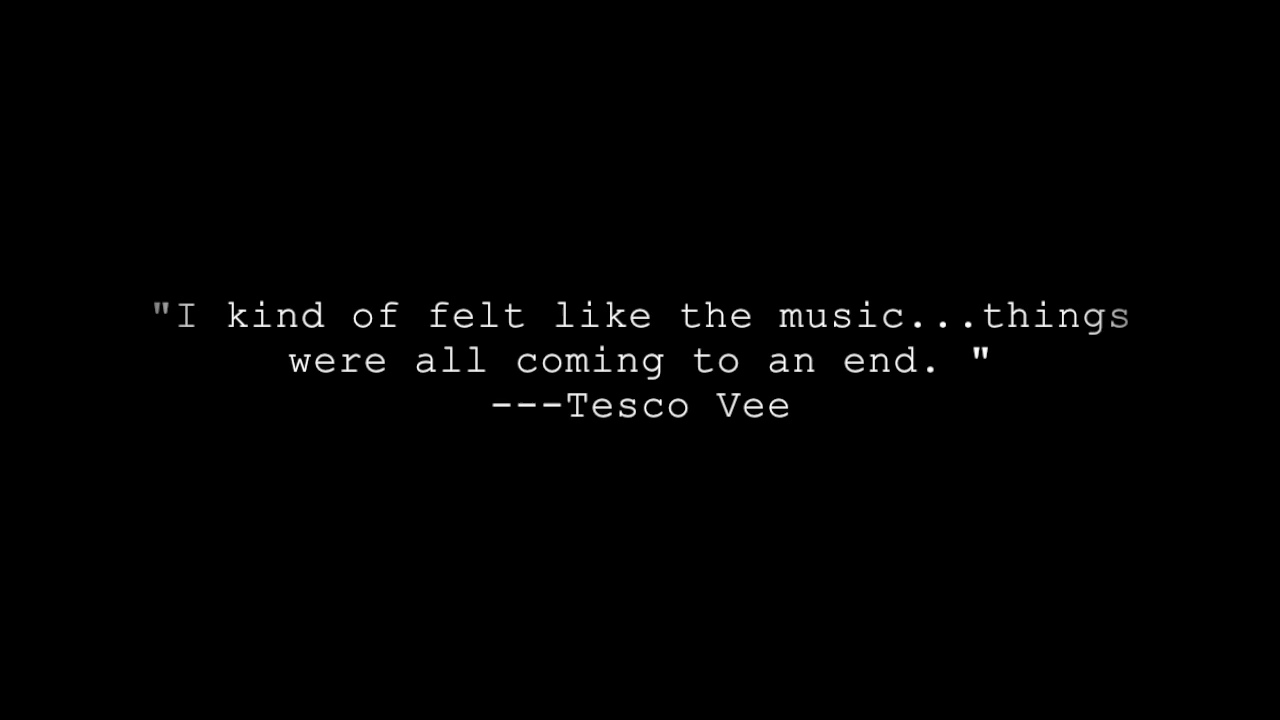 "I kind of felt like the music...things
were all coming to an end. "
---Tesco Vee